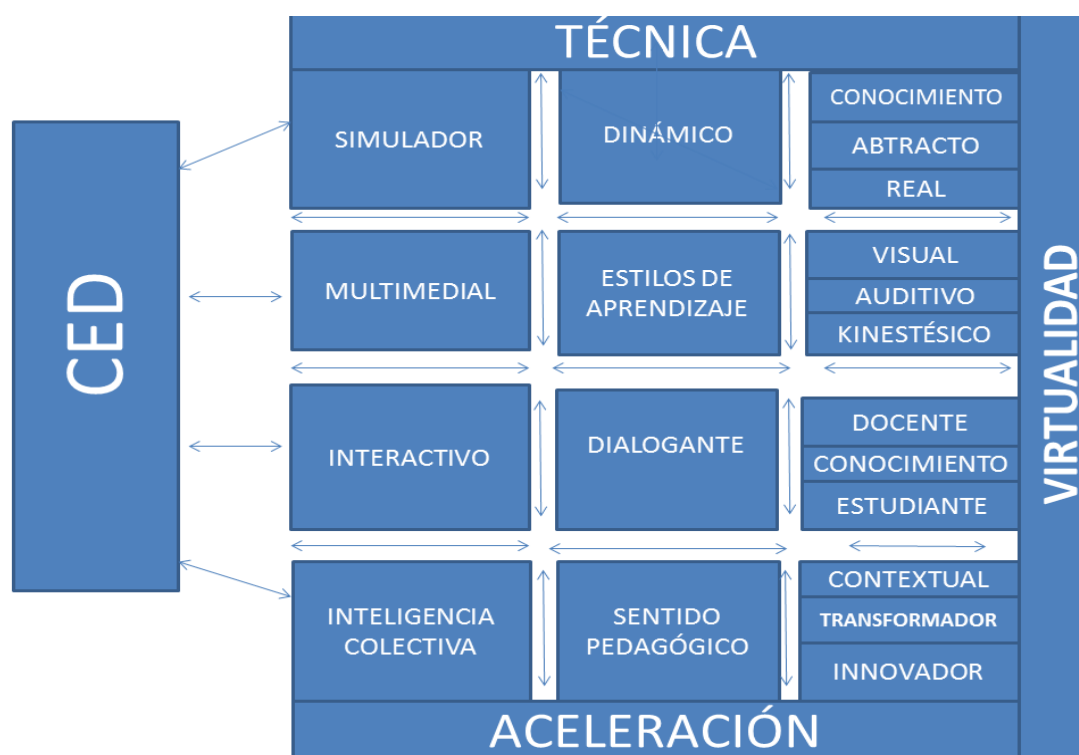 TÉCNICA
CED
SIMULADOR
DINÁMICO
CONOCIMIENTO
ABTRACTO
REAL
MULTIMEDIAL
ESTILOS DE
APRENDIZAJE
VISUAL
AUDITIVO
KINESTÉSICO
INTERACTIVO
DIALOGANTE
DOCENTE
CONOCIMIENTO
ESTUDIANTE
INTELIGENCIA
COLECTIVA
SENTIDO
PEDAGÓGICO
CONTEXTUAL
TRANSFORMADOR
INNOVADOR
VIRTUALIDAD
ACELERACIÓN